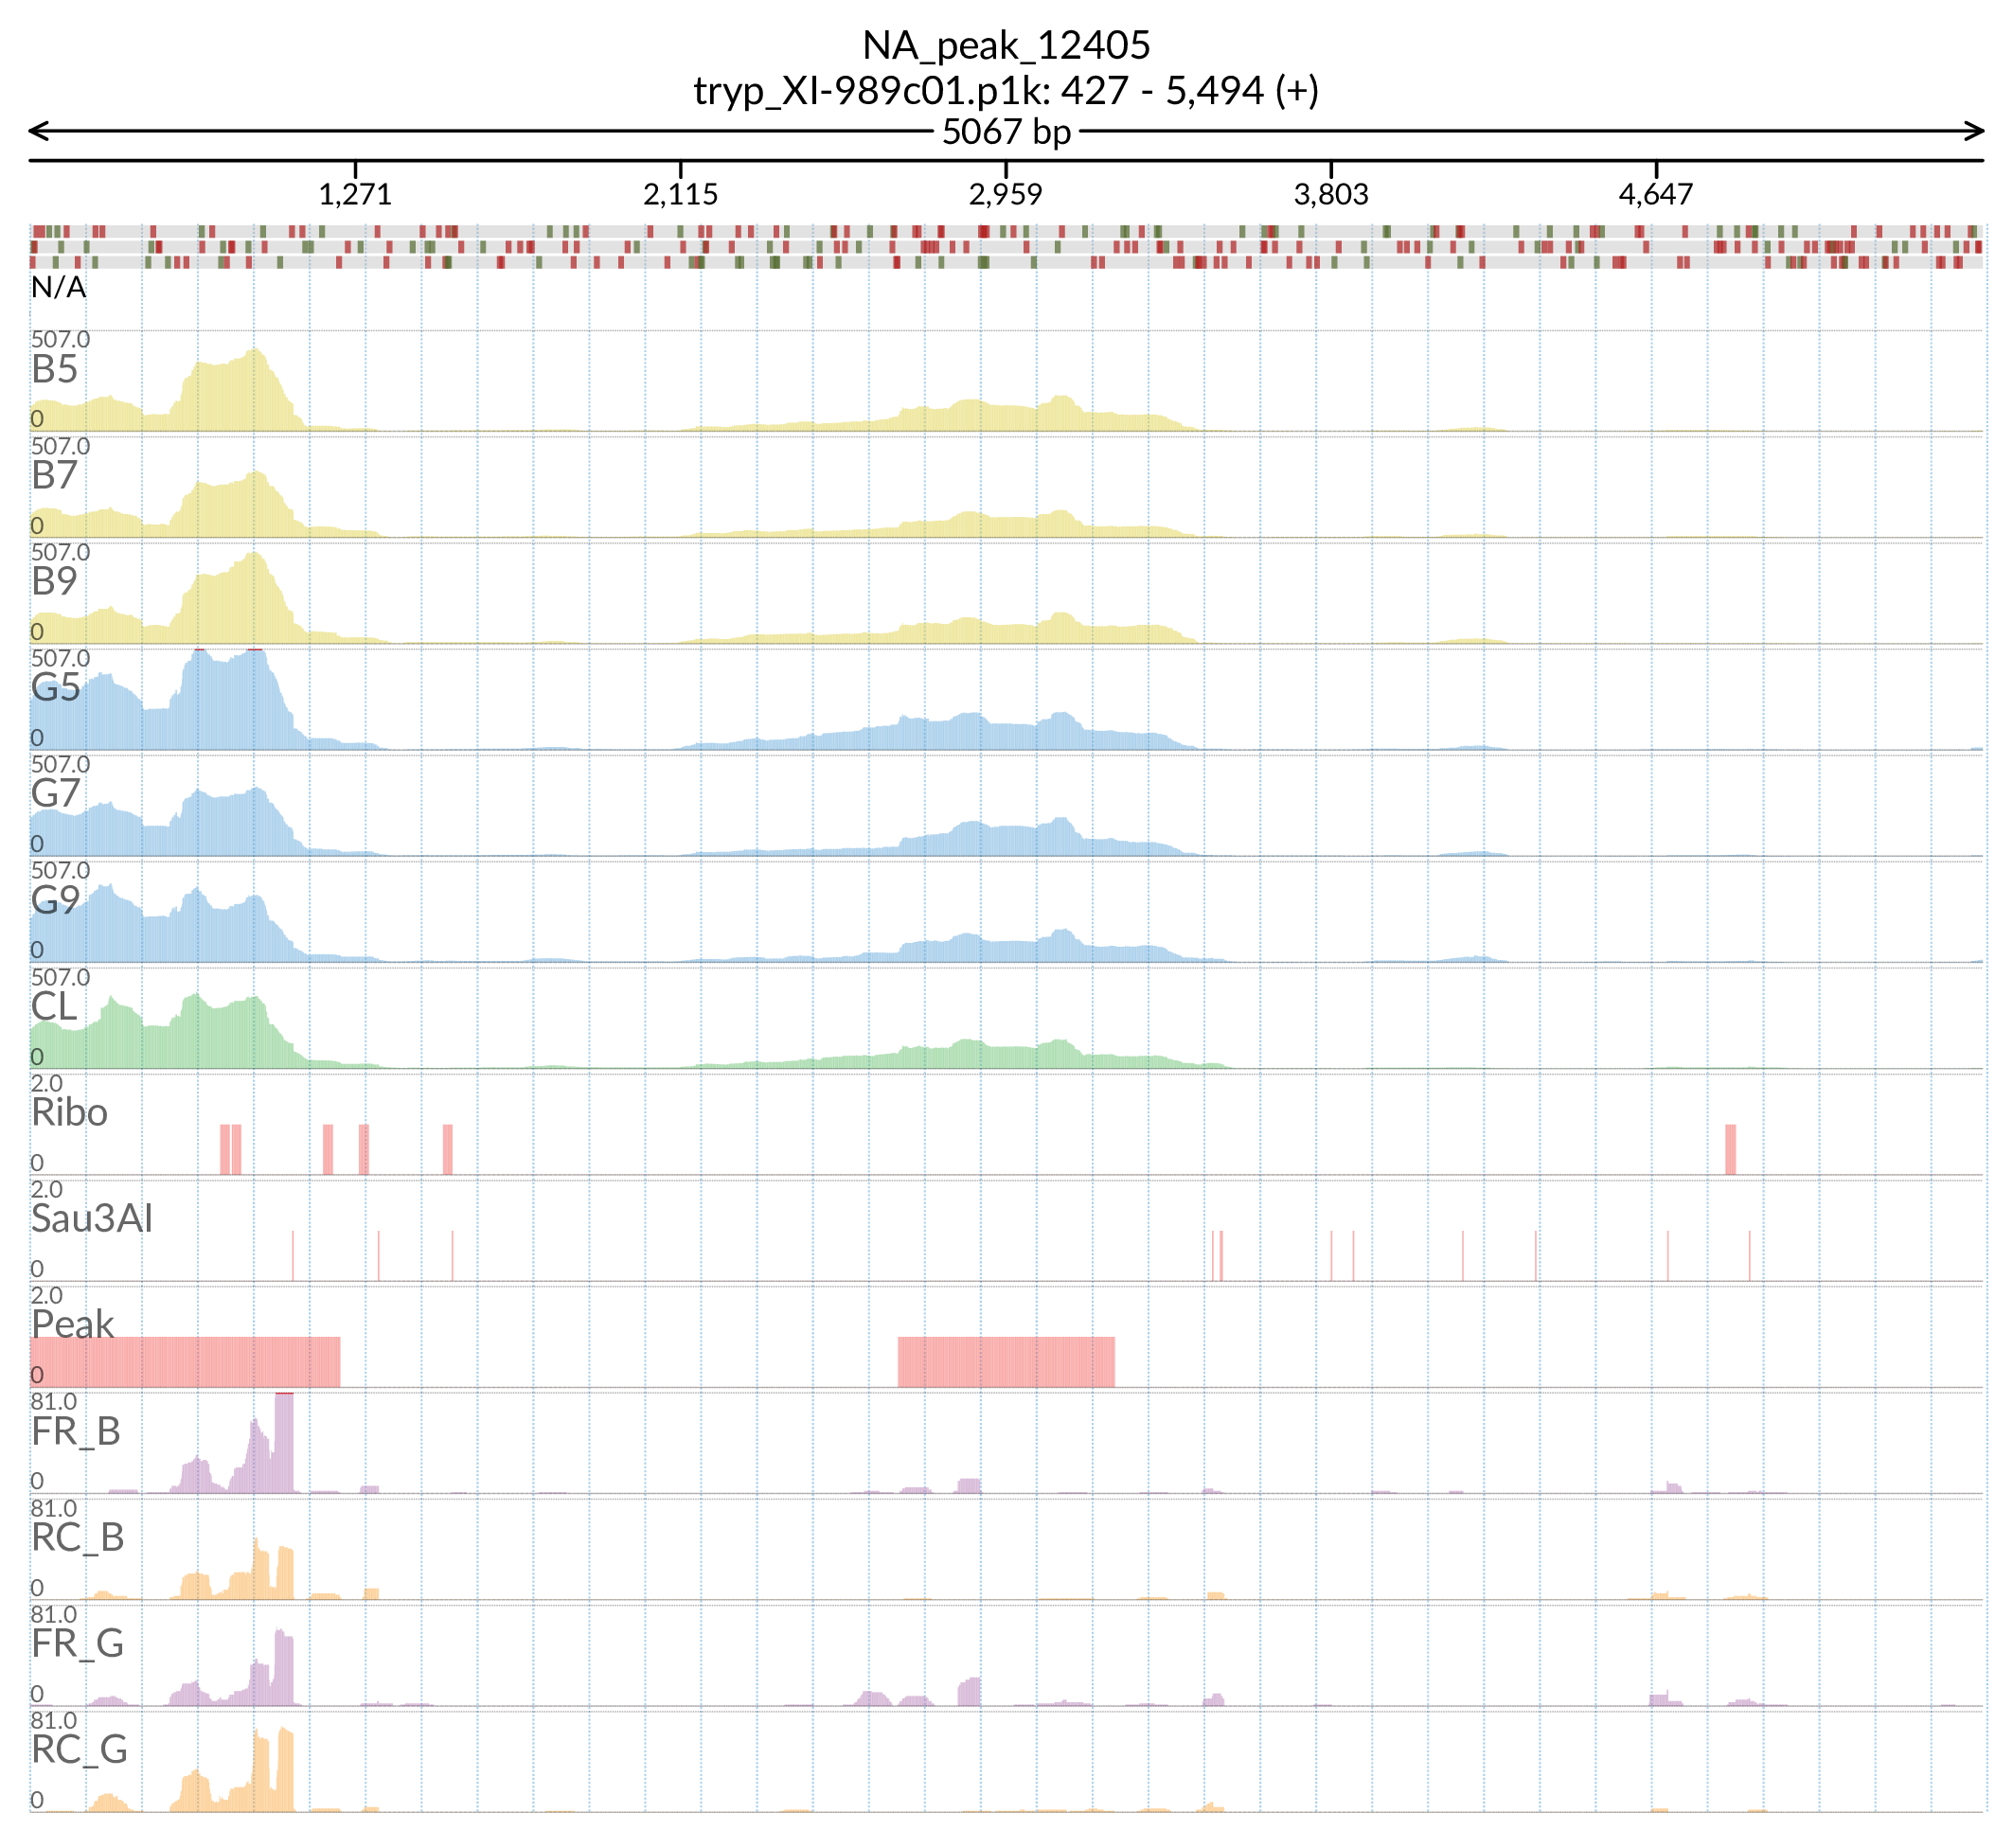 NA_peak_12405
tryp_XI-989c01.p1k: 427 - 5,494 (+)
5067 bp
1,271 2,115 2,959 3,803 4,647
N/A
507.0
B5
0
507.0
B7
0
507.0
B9
0
507.0
G5
0
507.0
G7
0
507.0
G9
0
507.0
CL
0
2.0
Ribo
0
2.0
Sau3AI
0
2.0
Peak
0
81.0
FR_B
0
81.0
RC_B
0
81.0
FR_G
0
81.0
RC_G
0